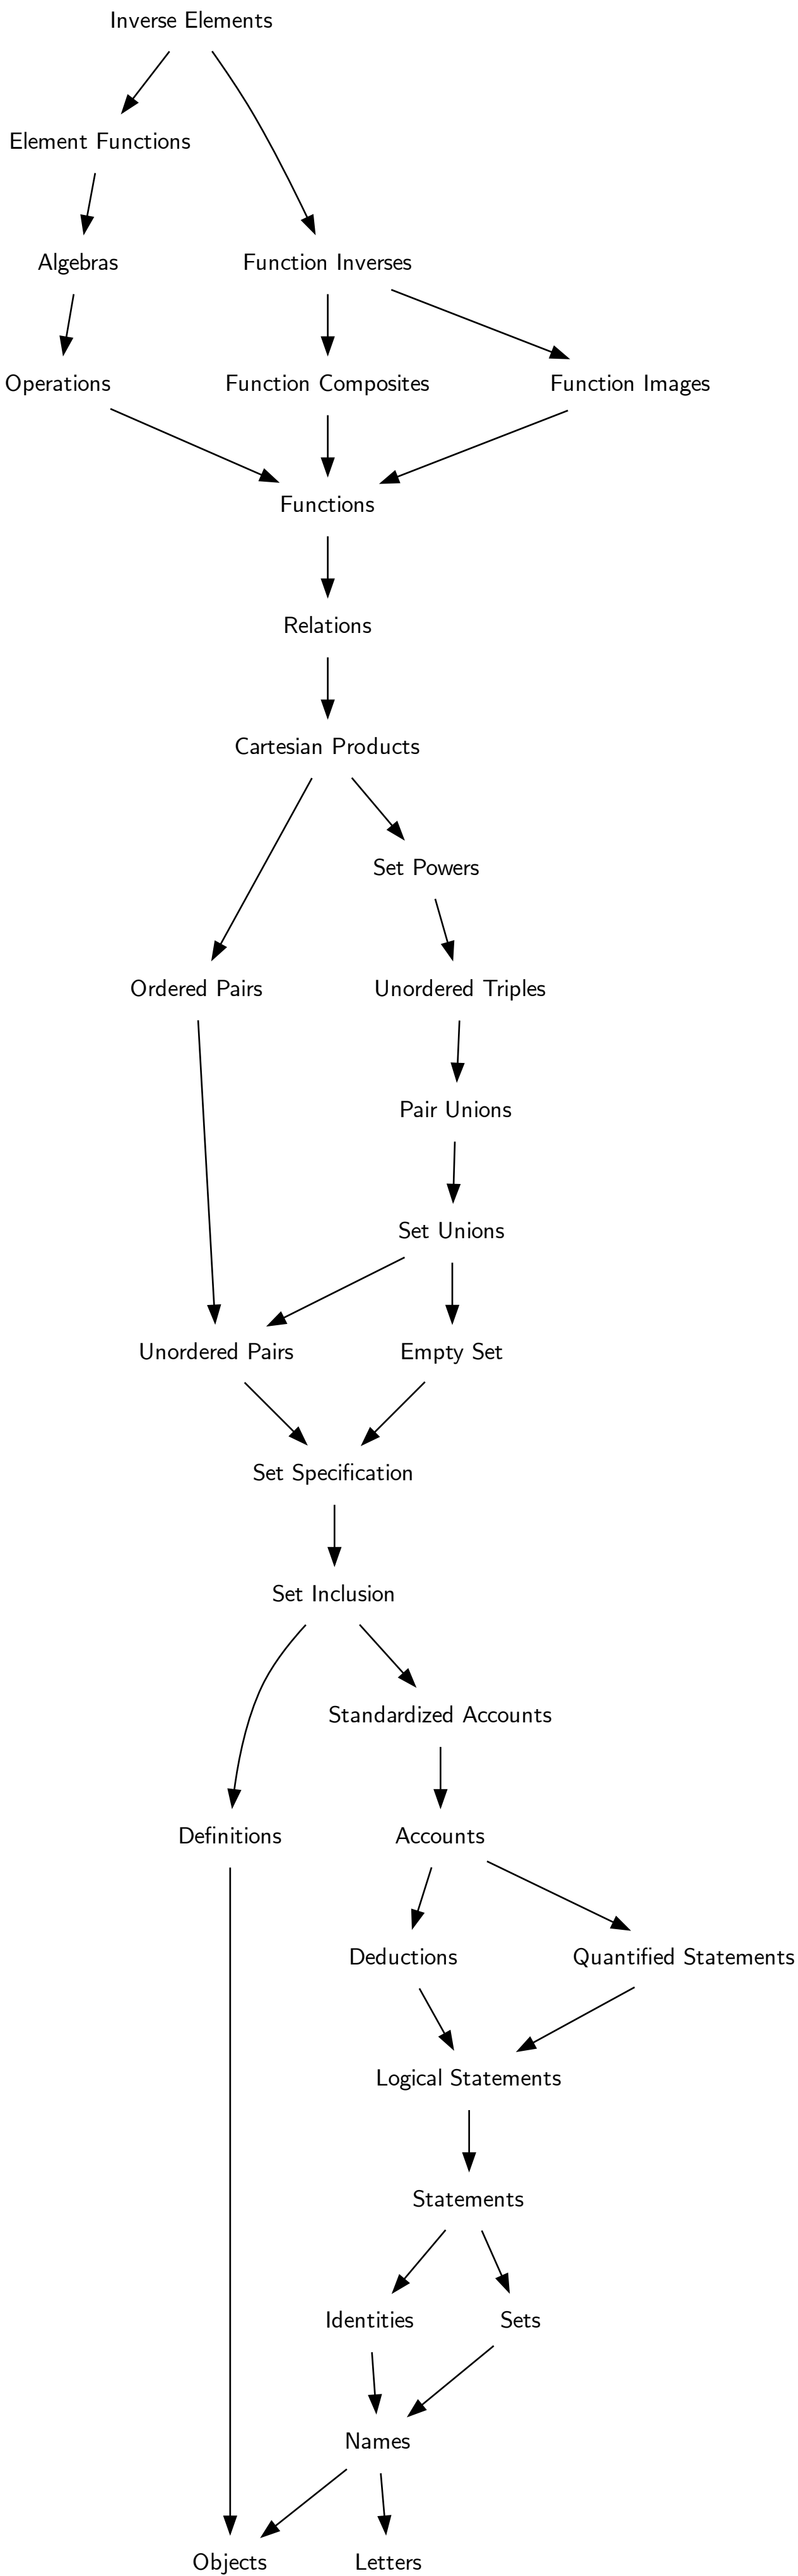 Inverse Elements
Element Functions
Algebras
Function Inverses
Operations
Function Composites
Function Images
Functions
Relations
Cartesian Products
Set Powers
Ordered Pairs
Unordered Triples
Pair Unions
Set Unions
Unordered Pairs
Empty Set
Set Specification
Set Inclusion
Standardized Accounts
Definitions
Accounts
Deductions
Quantified Statements
Logical Statements
Statements
Identities
Sets
Names
Objects
Letters